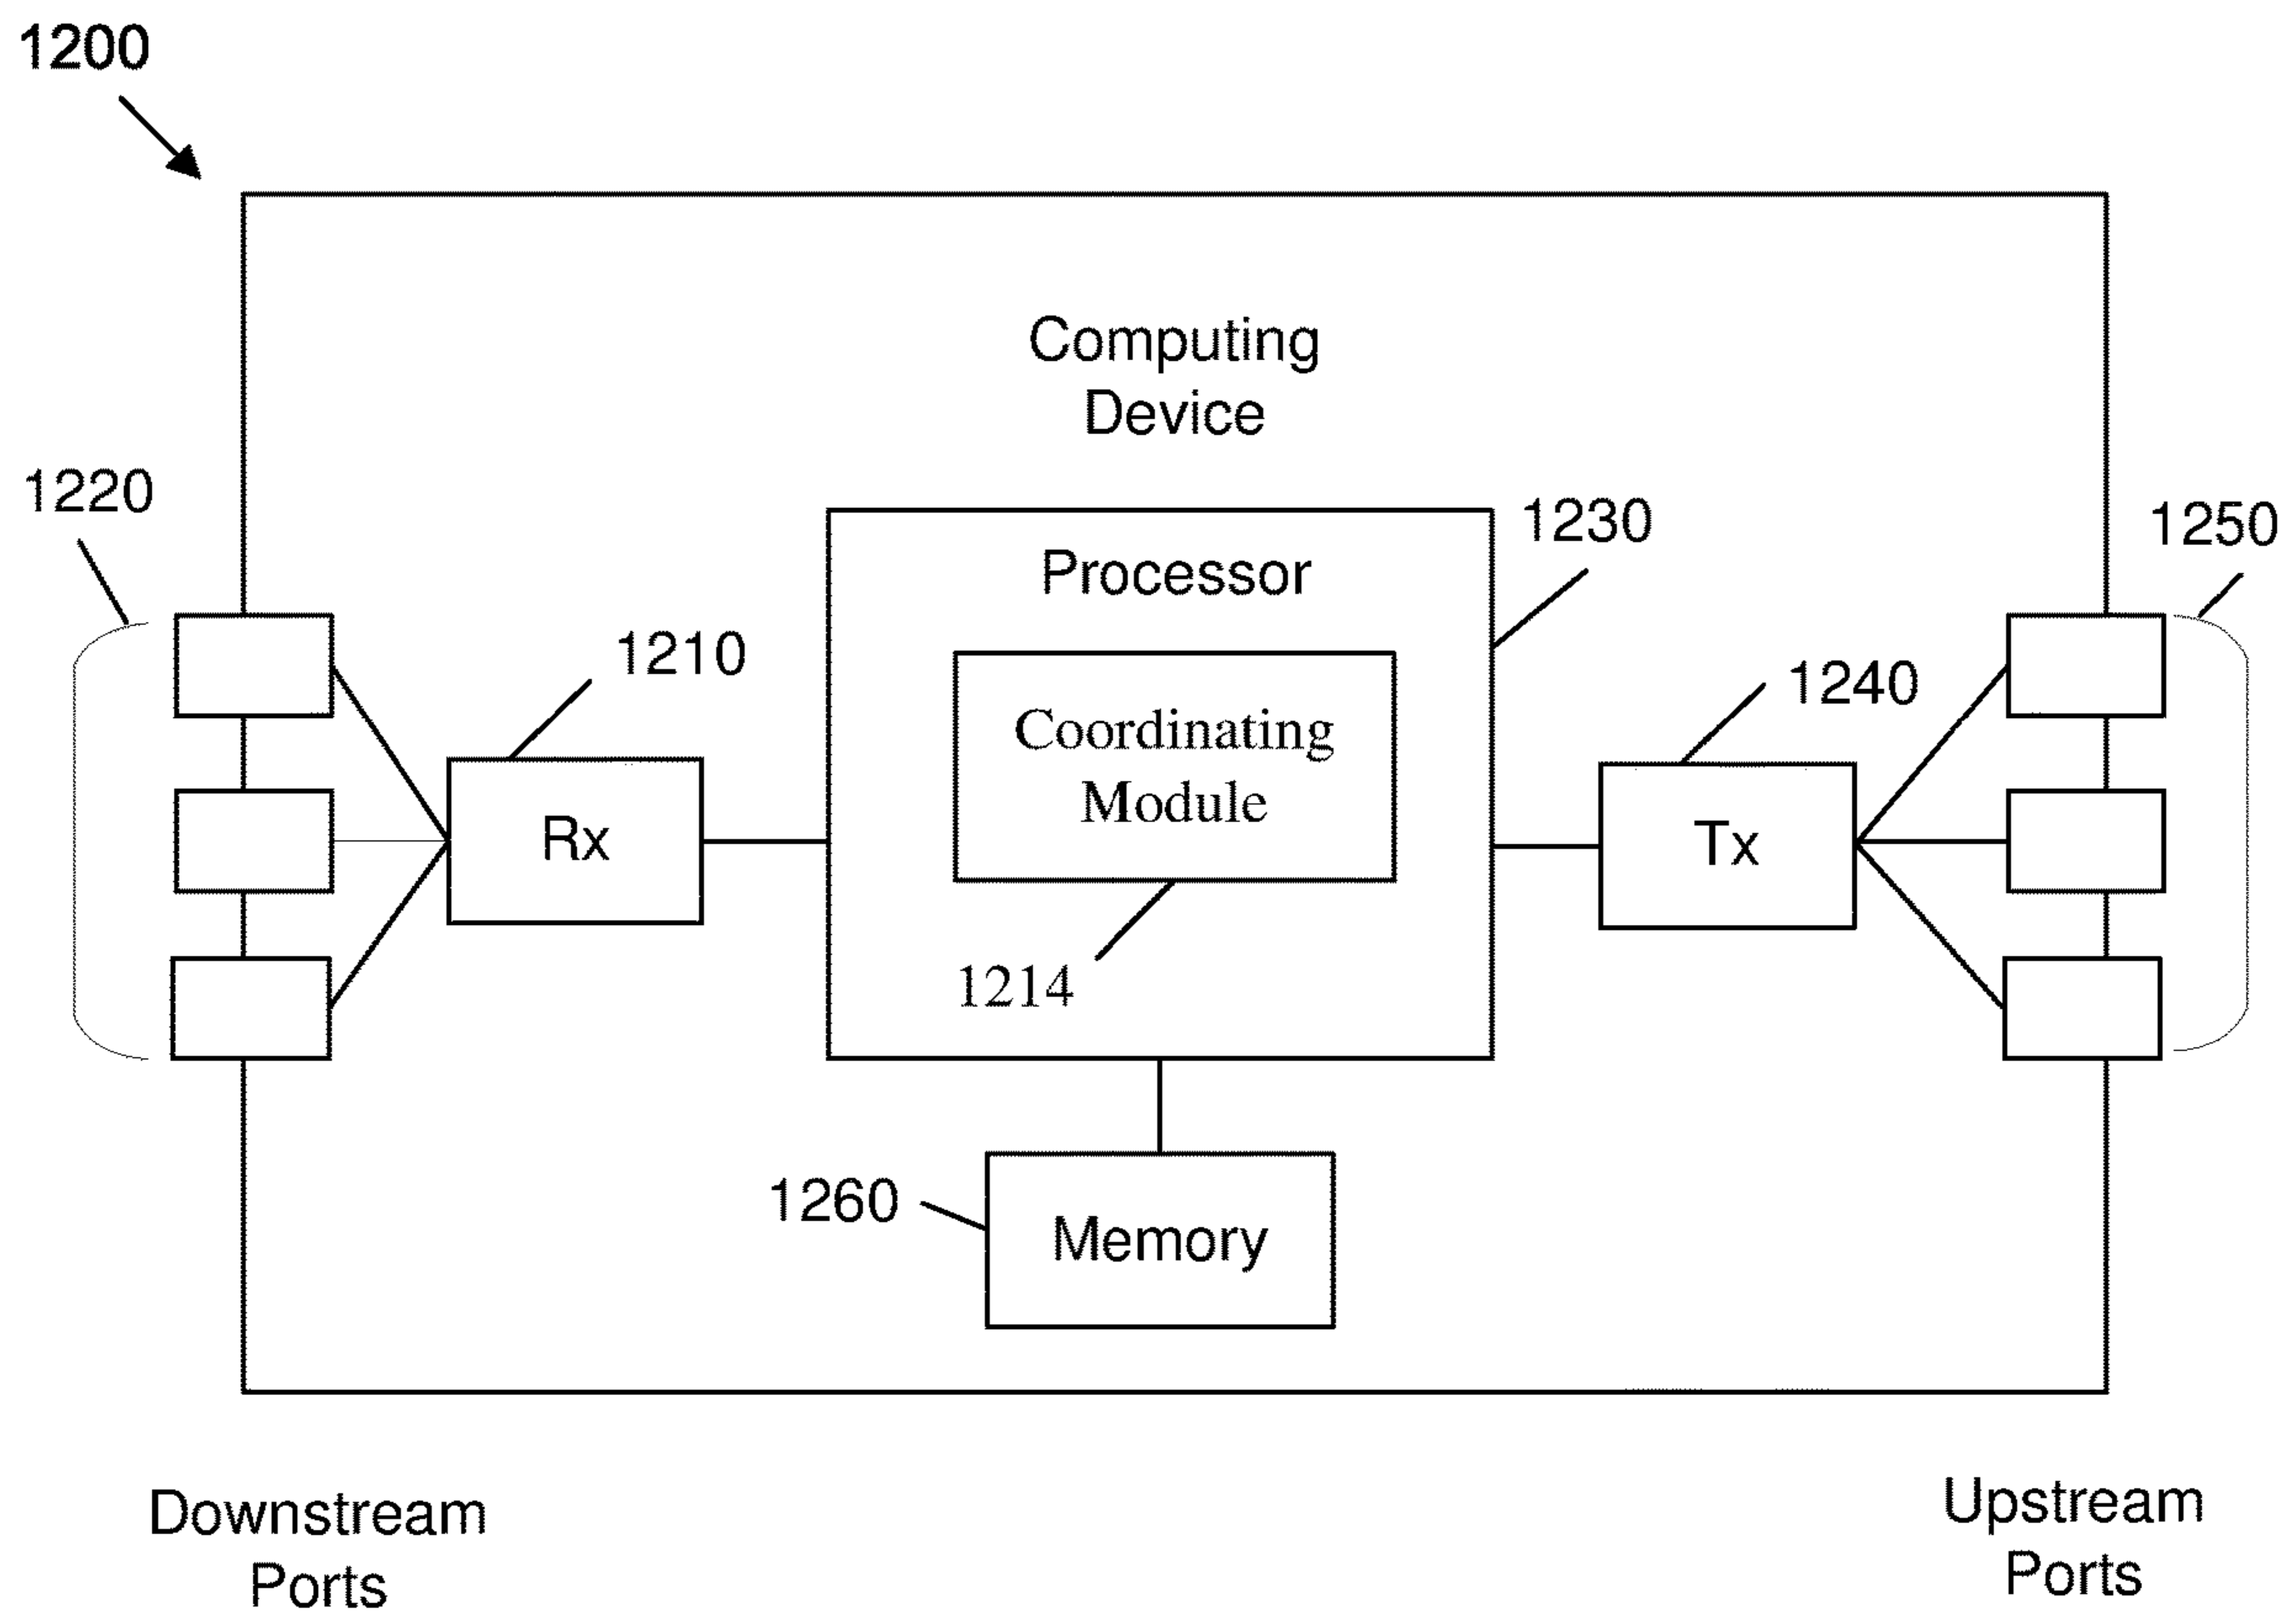 1200
Computing
Device
1220
1230
1250
Processor
1210
1240
Coordinating
Module
Rx
Tx
1214
1260
Memory
Downstream
Ports
Upstream
Ports